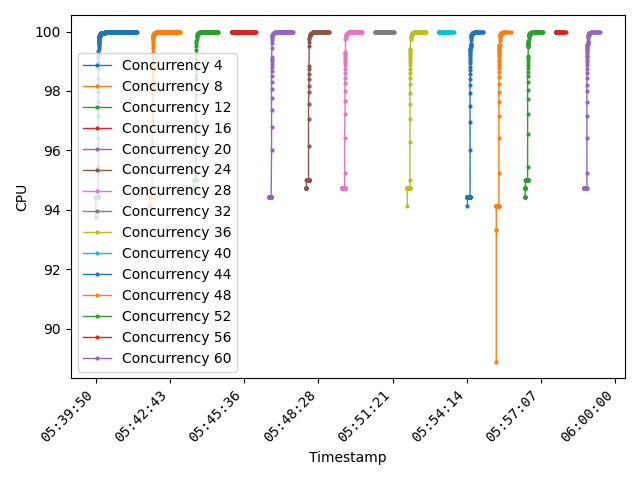 100
98
96
94
92
90
CPU
Concurrency 4
Concurrency 8
Concurrency 12
Concurrency 16
Concurrency 20
Concurrency 24
Concurrency 28
Concurrency 32
Concurrency 36
Concurrency 40
Concurrency 44
Concurrency 48
Concurrency 52
Concurrency 56
Concurrency 60
05:39:50
05:42:43
05:45:36
05:48:28
05:51:21
05:54:14
05:57:07
06:00:00
Timestamp